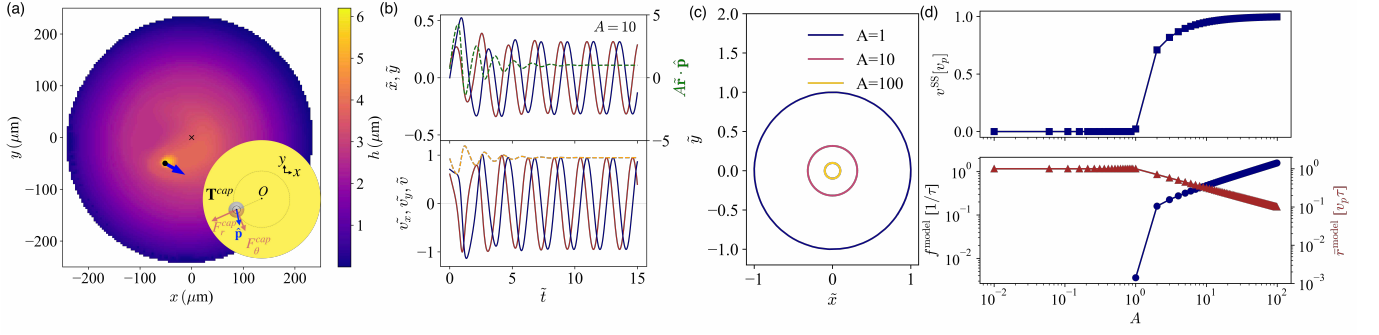 (a)
200
100
0
−100
−200
y (μm)
−200
−100
0
100
200
x (μm)
T^cap
O
y
x
F_r^cap
p̂
F_θ^cap
6
5
4
3
2
1
h (μm)
(b)
A = 10
0.5
0.0
−0.5
x̃, ỹ
5
0
−5
Ar̃ · p̂
1
0
−1
ṽ_x, ṽ_y, ṽ
0
5
10
15
t̃
(c)
2.0
1.5
1.0
0.5
0.0
−0.5
−1.0
ỹ
A=1
A=10
A=100
−1
0
1
x̃
(d)
1.0
0.5
0.0
v^SS [v_p]
10^0
10^−1
10^−2
f^model [1/τ]
10^0
10^−1
10^−2
10^−3
r̄^model [v_p τ]
10^−2
10^−1
10^0
10^1
10^2
A